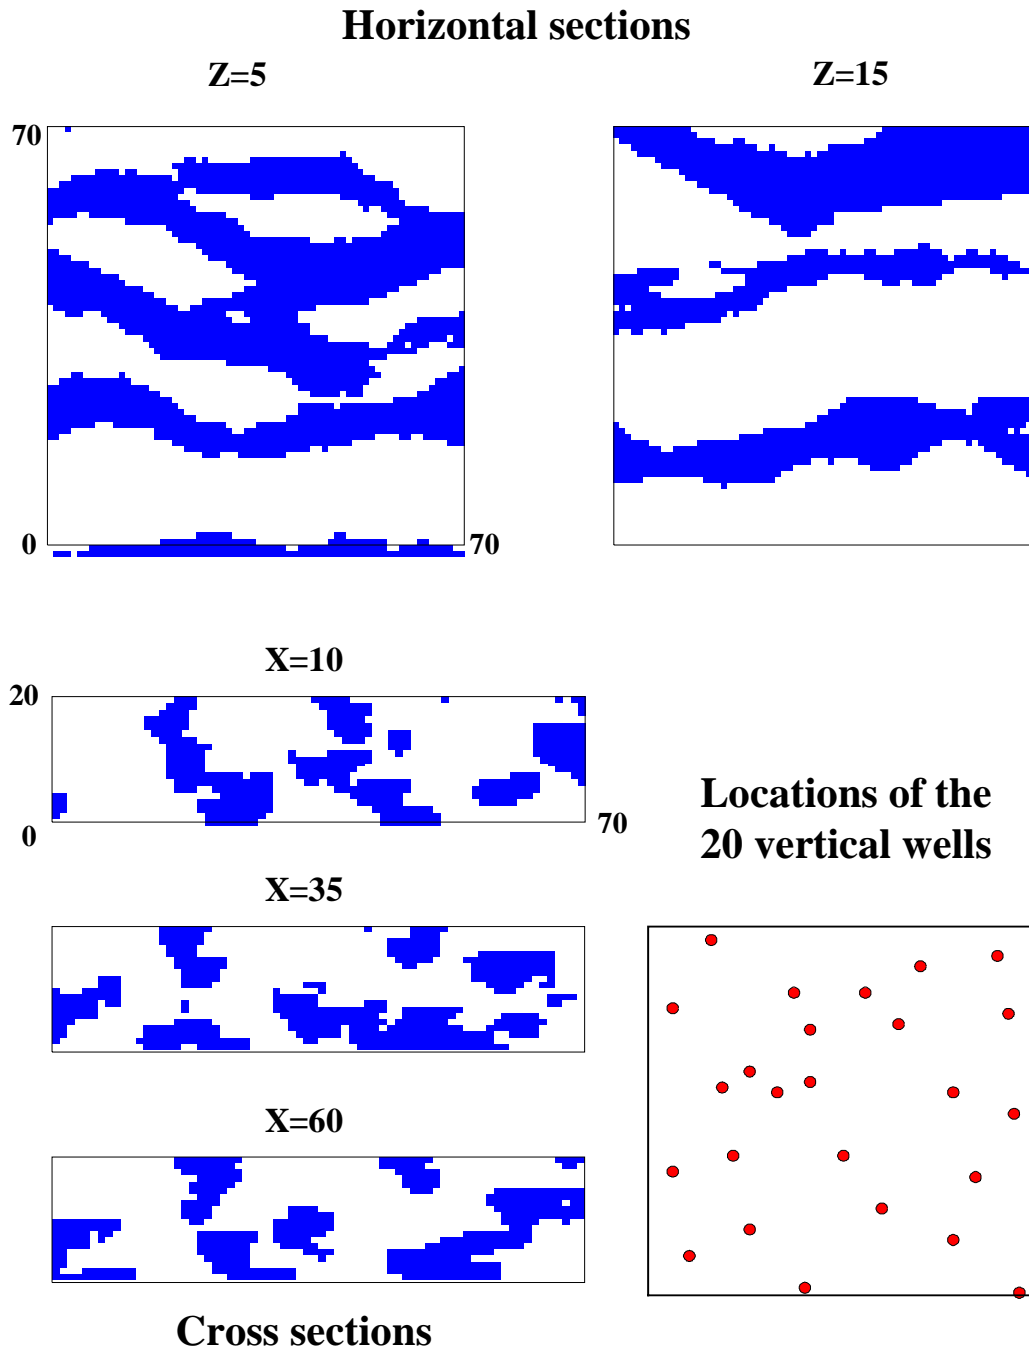 Horizontal sections
Z=5
Z=15
70
0
70
X=10
20
0
70
Locations of the
20 vertical wells
X=35
X=60
Cross sections